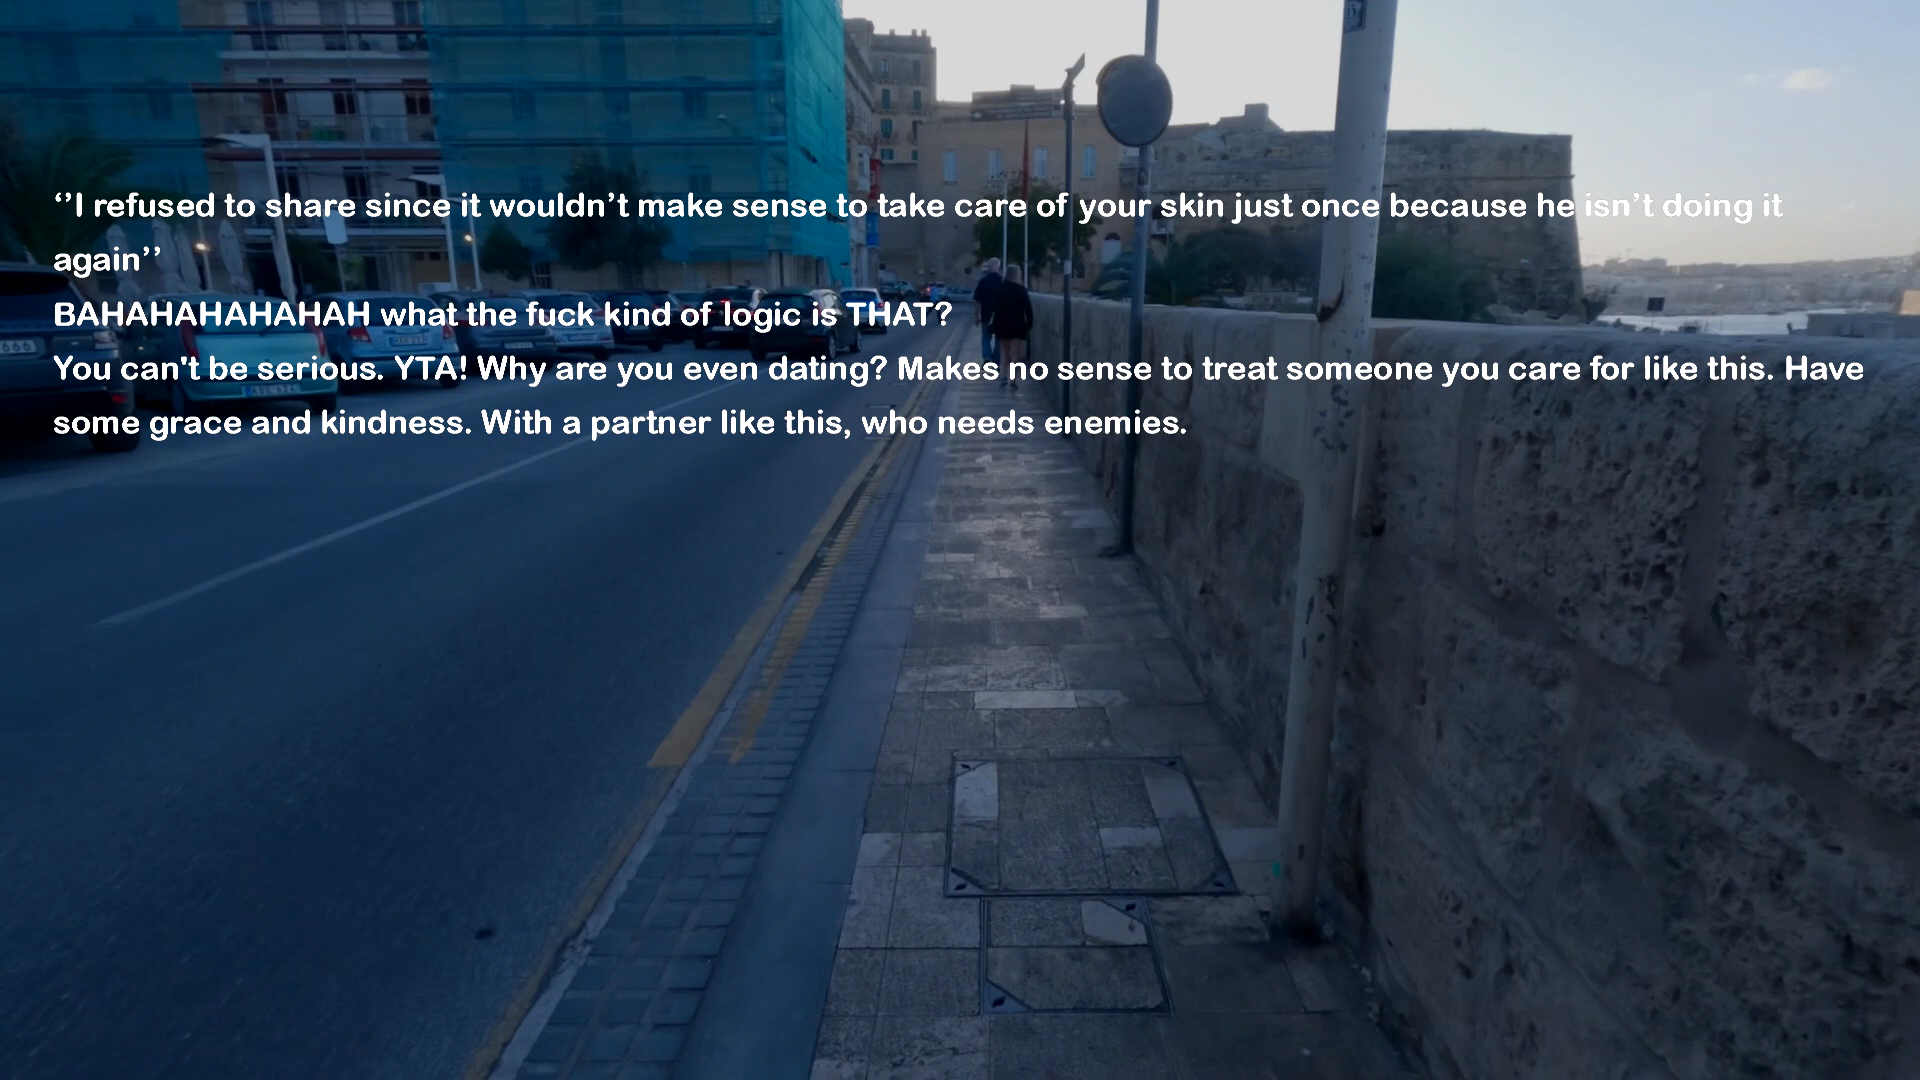 ‘’I refused to share since it wouldn’t make sense to take care of your skin just once because he isn’t doing it
again’’
BAHAHAHAHAHAH what the fuck kind of logic is THAT?
You can't be serious. YTA! Why are you even dating? Makes no sense to treat someone you care for like this. Have
some grace and kindness. With a partner like this, who needs enemies.
566